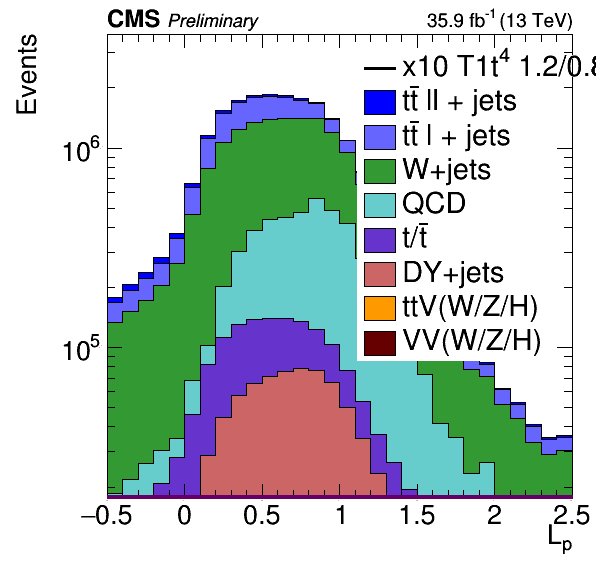 CMS Preliminary 35.9 fb⁻¹ (13 TeV)
Events
x10 T1t⁴ 1.2/0.8
tt̄ ll + jets
tt̄ l + jets
W+jets
QCD
t/t̄
DY+jets
ttV(W/Z/H)
VV(W/Z/H)
10⁶
10⁵
−0.5 0 0.5 1 1.5 2 2.5
Lₚ